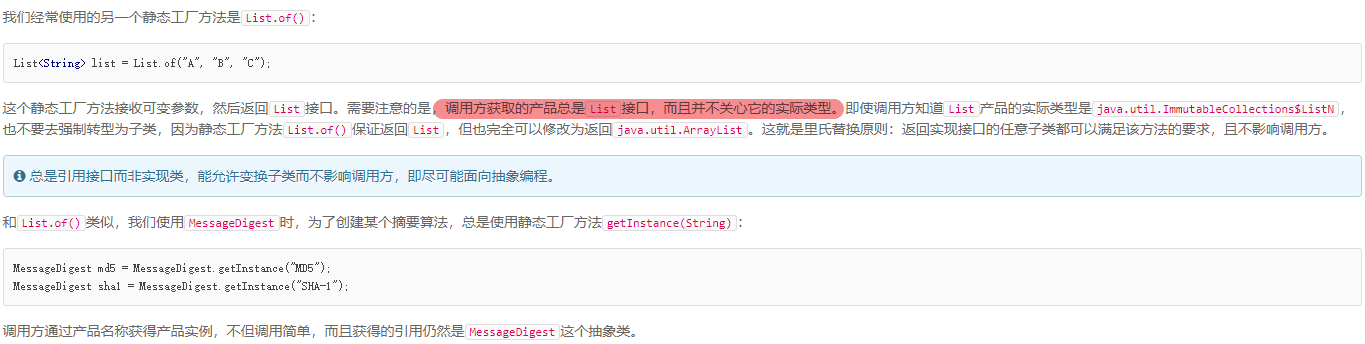 我们经常使用的另一个静态工厂方法是List.of()：
List<String> list = List.of("A", "B", "C");
这个静态工厂方法接收可变参数，然后返回List接口。需要注意的是，调用方获取的产品总是List接口，而且并不关心它的实际类型。即使调用方知道List产品的实际类型是java.util.ImmutableCollections$ListN，
也不要去强制转型为子类，因为静态工厂方法List.of()保证返回List，但也完全可以修改为返回java.util.ArrayList。这就是里氏替换原则：返回实现接口的任意子类都可以满足该方法的要求，且不影响调用方。
总是引用接口而非实现类，能允许变换子类而不影响调用方，即尽可能面向抽象编程。
和List.of()类似，我们使用MessageDigest时，为了创建某个摘要算法，总是使用静态工厂方法getInstance(String)：
MessageDigest md5 = MessageDigest.getInstance("MD5");
MessageDigest sha1 = MessageDigest.getInstance("SHA-1");
调用方通过产品名称获得产品实例，不但调用简单，而且获得的引用仍然是MessageDigest这个抽象类。